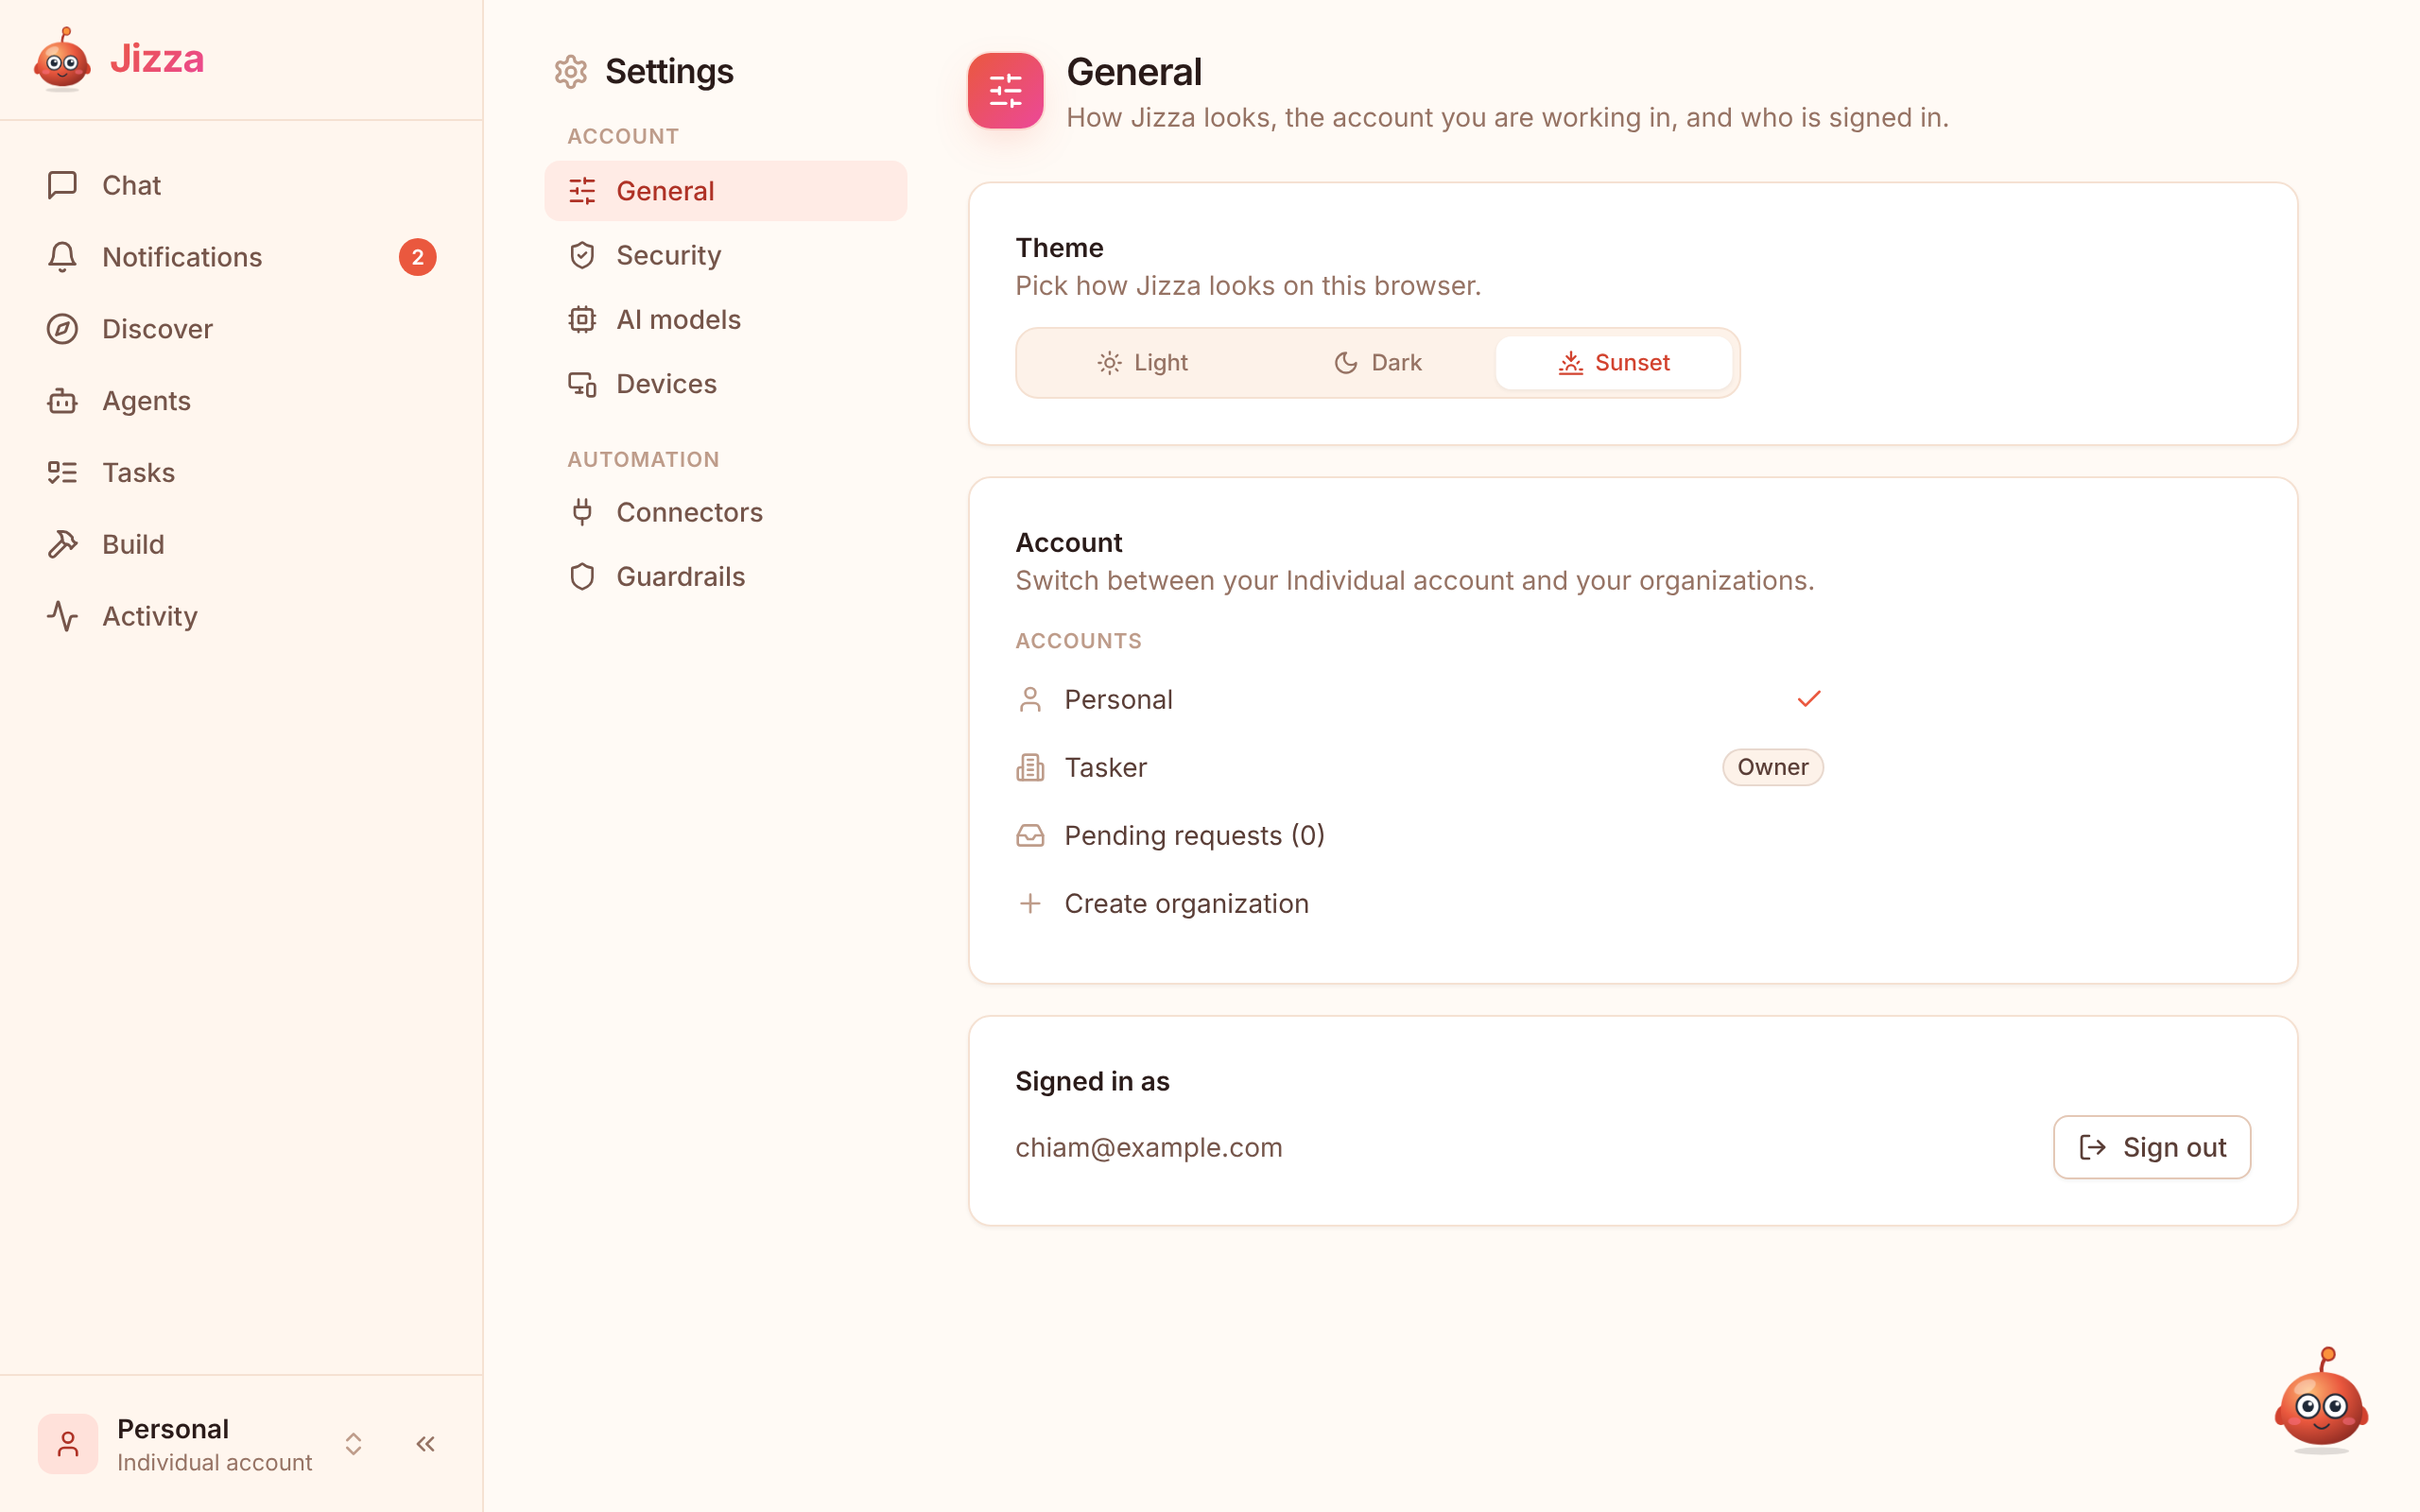 Jizza
Chat
Notifications
2
Discover
Agents
Tasks
Build
Activity
Personal
Individual account
Settings
ACCOUNT
General
Security
AI models
Devices
AUTOMATION
Connectors
Guardrails
General
How Jizza looks, the account you are working in, and who is signed in.
Theme
Pick how Jizza looks on this browser.
Light
Dark
Sunset
Account
Switch between your Individual account and your organizations.
ACCOUNTS
Personal
Tasker
Owner
Pending requests (0)
Create organization
Signed in as
chiam@example.com
Sign out